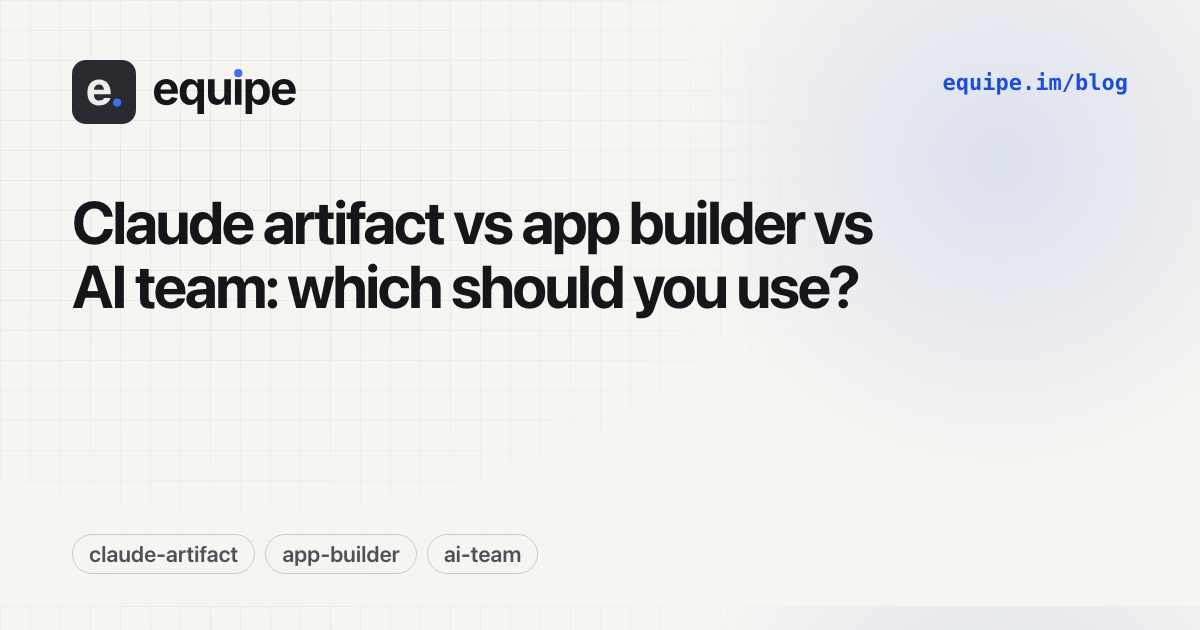 e. equipe
equipe.im/blog
Claude artifact vs app builder vs
AI team: which should you use?
claude-artifact
app-builder
ai-team